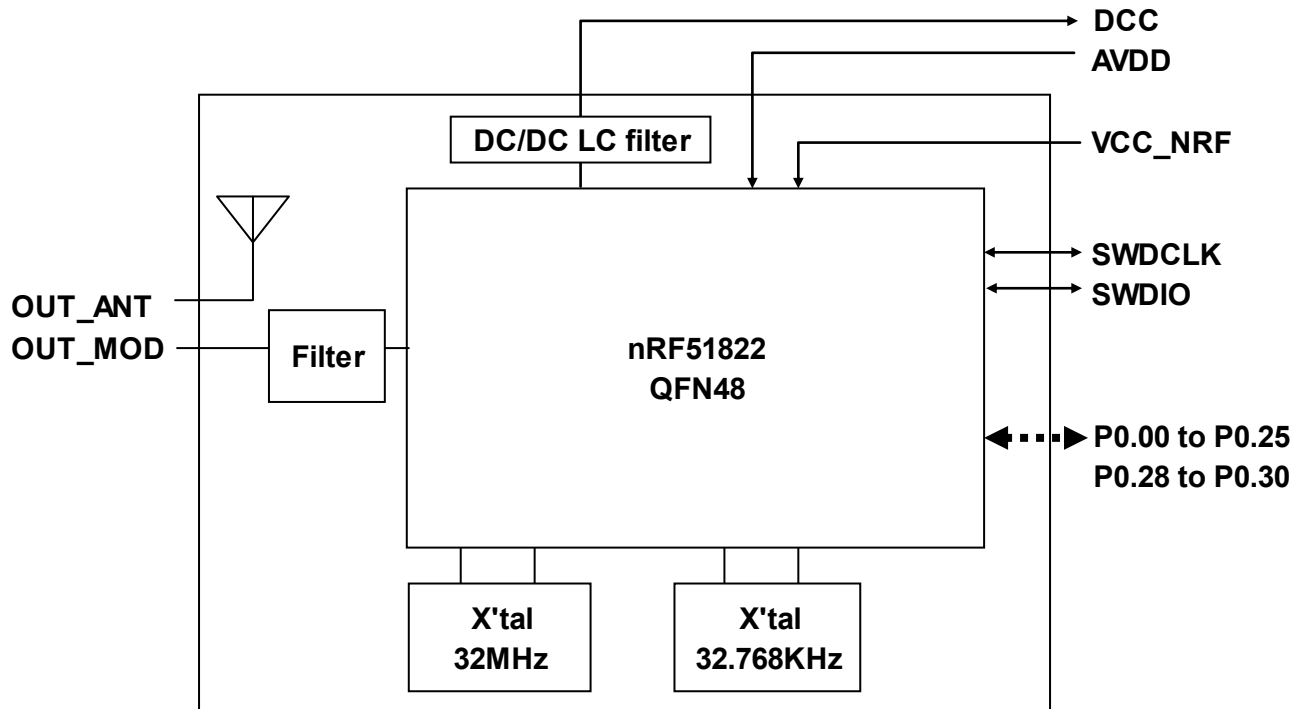 DCC
AVDD
DC/DC LC filter
VCC_NRF
SWDCLK
SWDIO
OUT_ANT
OUT_MOD
Filter
nRF51822
QFN48
P0.00 to P0.25
P0.28 to P0.30
X'tal
32MHz
X'tal
32.768KHz